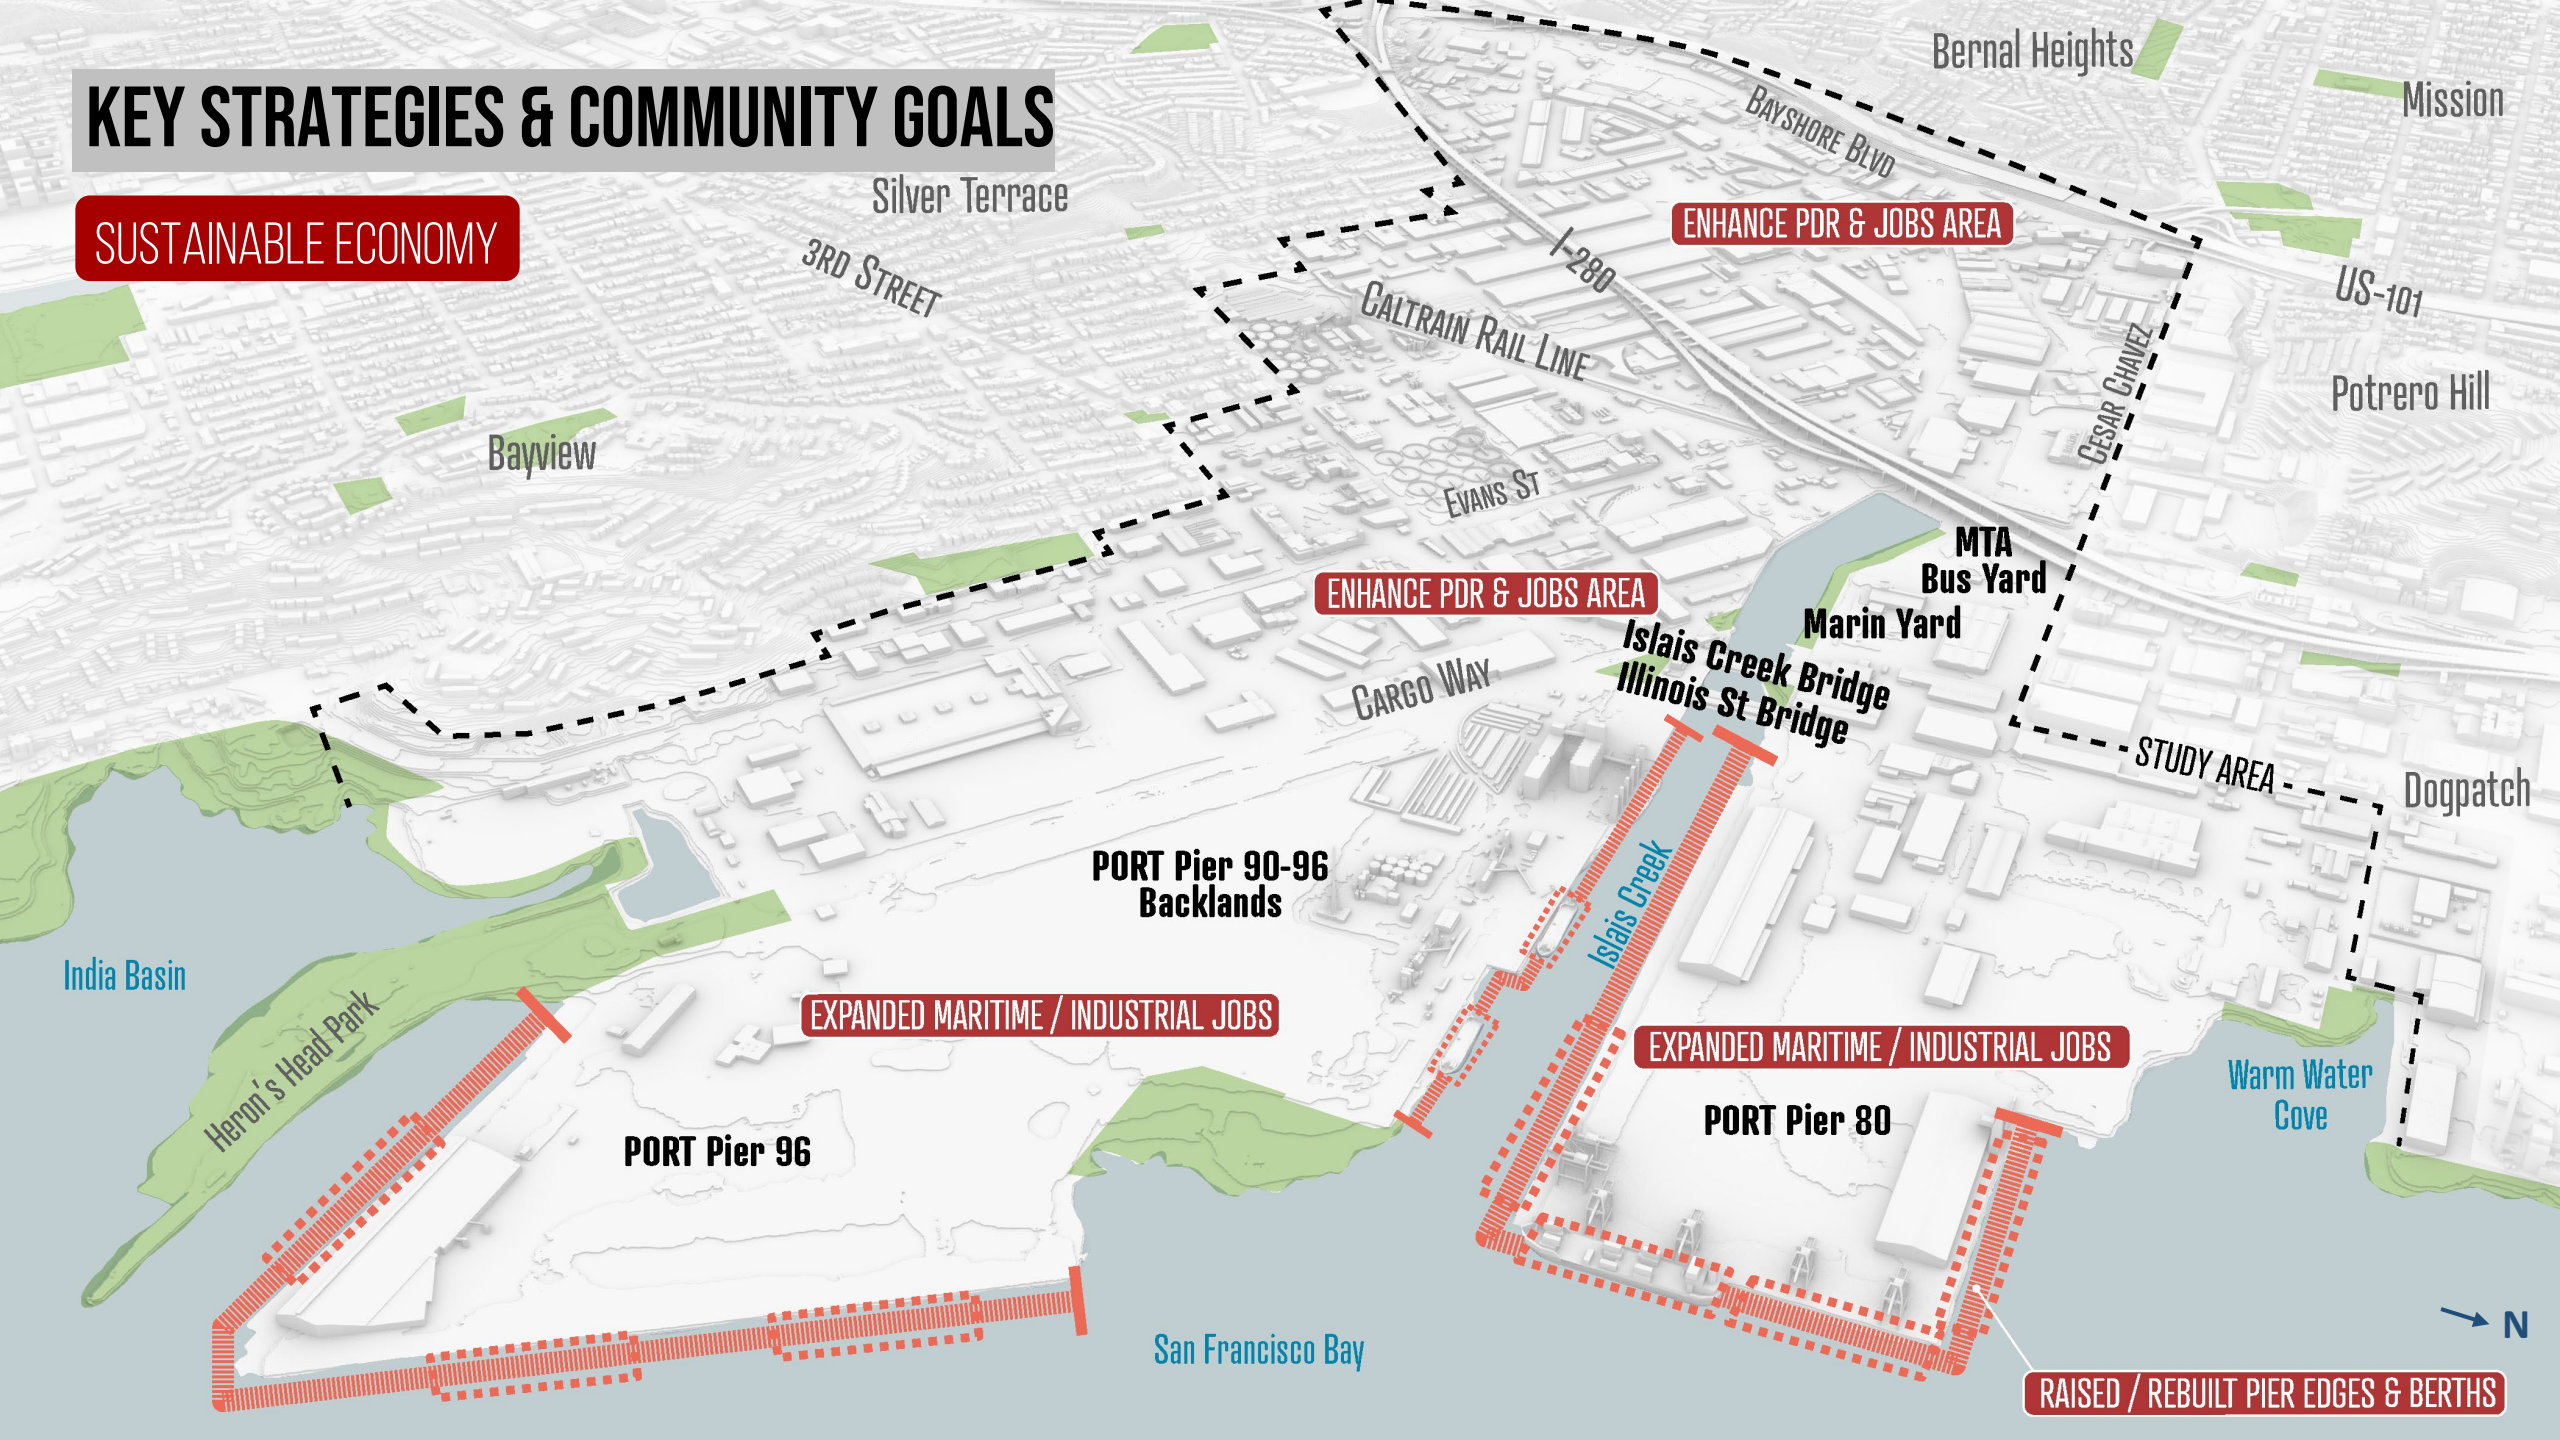 KEY STRATEGIES & COMMUNITY GOALS
SUSTAINABLE ECONOMY
Bernal Heights
Mission
BAYSHORE BLVD
Silver Terrace
3RD STREET
ENHANCE PDR & JOBS AREA
I-280
CALTRAIN RAIL LINE
US-101
CESAR CHAVEZ
Potrero Hill
Bayview
EVANS ST
MTA
Bus Yard
Marin Yard
ENHANCE PDR & JOBS AREA
Islais Creek Bridge
Illinois St Bridge
CARGO WAY
STUDY AREA
Dogpatch
PORT Pier 90-96
Backlands
Islais Creek
India Basin
Heron's Head Park
EXPANDED MARITIME / INDUSTRIAL JOBS
EXPANDED MARITIME / INDUSTRIAL JOBS
Warm Water
Cove
PORT Pier 96
PORT Pier 80
San Francisco Bay
N
RAISED / REBUILT PIER EDGES & BERTHS